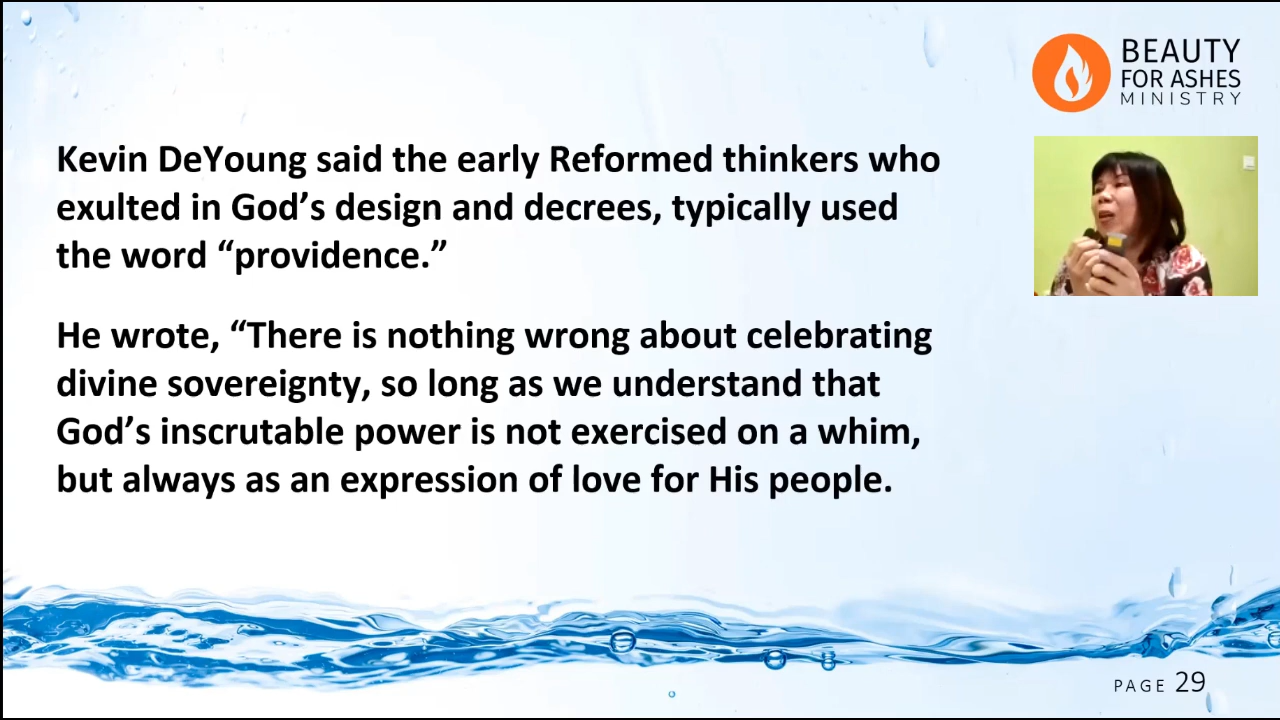 BEAUTY
FOR ASHES
MINISTRY
Kevin DeYoung said the early Reformed thinkers who
exulted in God’s design and decrees, typically used
the word “providence.”
He wrote, “There is nothing wrong about celebrating
divine sovereignty, so long as we understand that
God’s inscrutable power is not exercised on a whim,
but always as an expression of love for His people.
PAGE 29